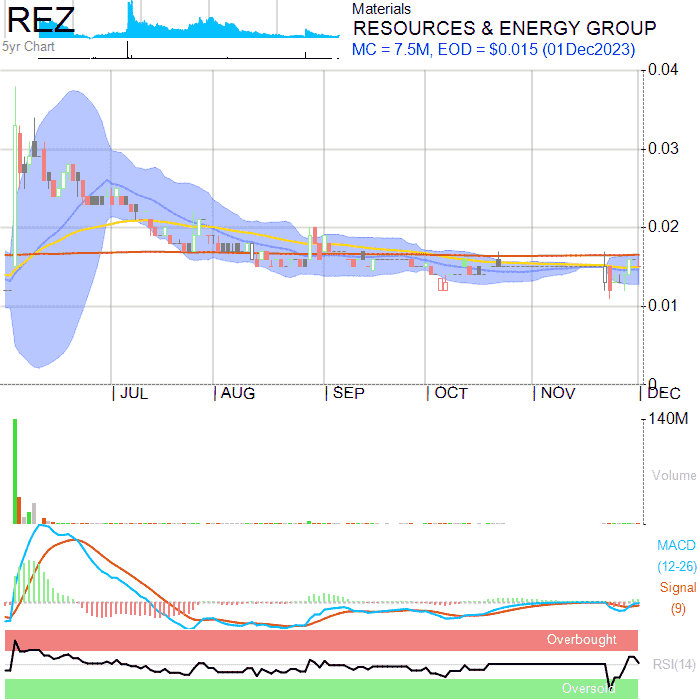 REZ
5yr Chart
Materials
RESOURCES & ENERGY GROUP
MC = 7.5M, EOD = $0.015 (01Dec2023)
0.04
0.03
0.02
0.01
0
JUL
AUG
SEP
OCT
NOV
DEC
140M
Volume
MACD
(12-26)
Signal
(9)
Overbought
RSI(14)
Oversold